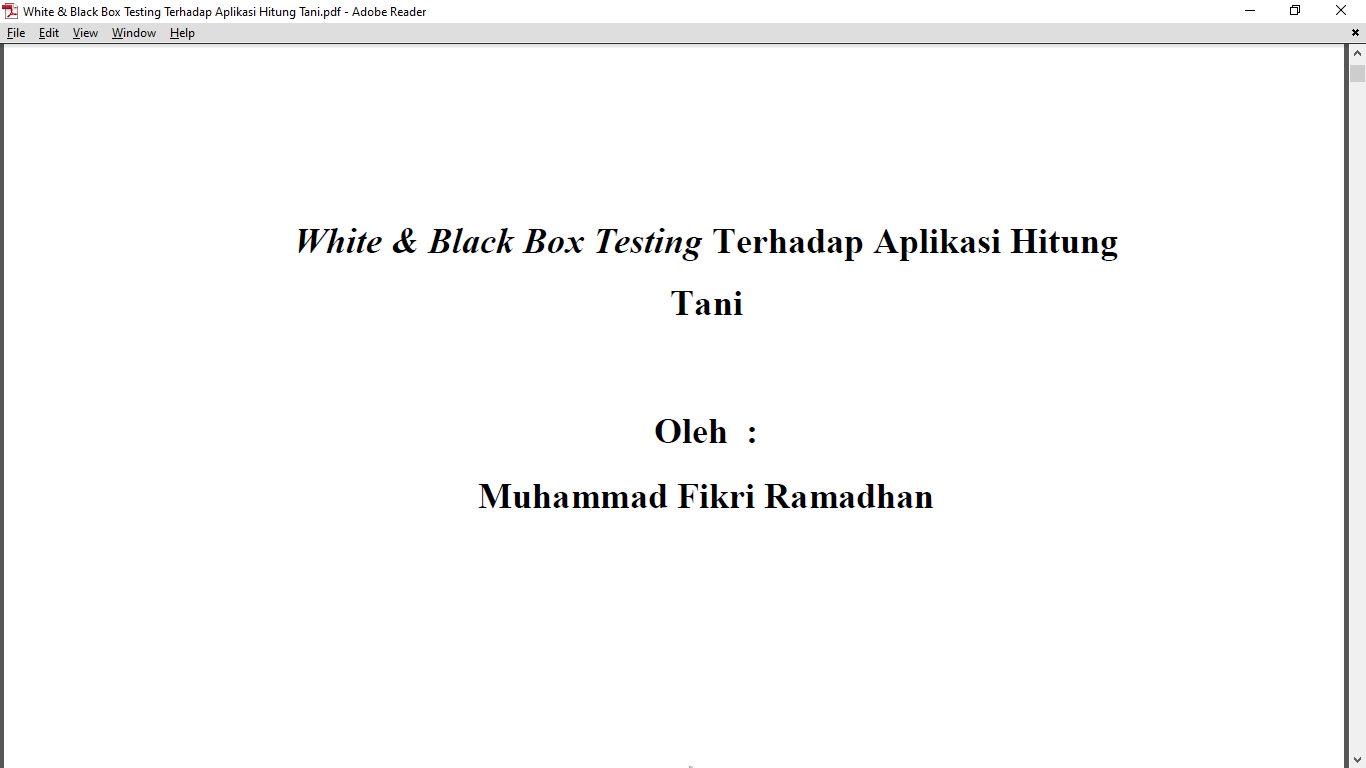 White & Black Box Testing Terhadap Aplikasi Hitung Tani.pdf - Adobe Reader
File Edit View Window Help
White & Black Box Testing Terhadap Aplikasi Hitung
Tani
Oleh :
Muhammad Fikri Ramadhan